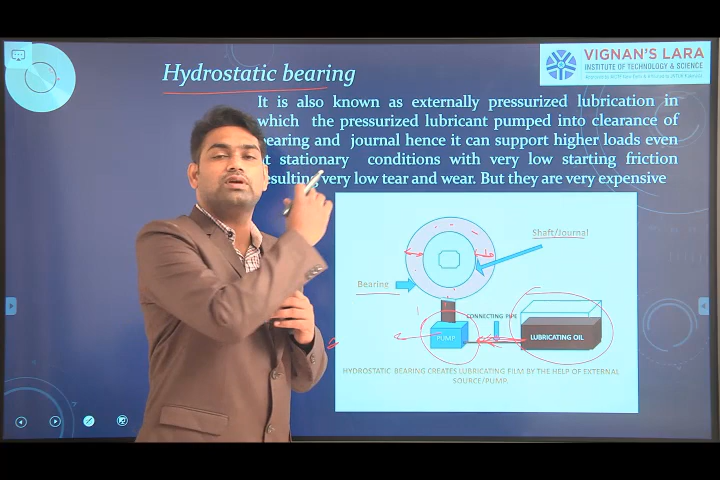 Hydrostatic bearing
VIGNAN'S LARA
INSTITUTE OF TECHNOLOGY & SCIENCE
It is also known as externally pressurized lubrication in
which the pressurized lubricant pumped into clearance of
bearing and journal hence it can support higher loads even
stationary conditions with very low starting friction
resulting very low tear and wear. But they are very expensive
Shaft/Journal
Bearing
CONNECTING PIPE
PUMP
LUBRICATING OIL
HYDROSTATIC BEARING CREATES LUBRICATING FILM BY THE HELP OF EXTERNAL
SOURCE/PUMP.